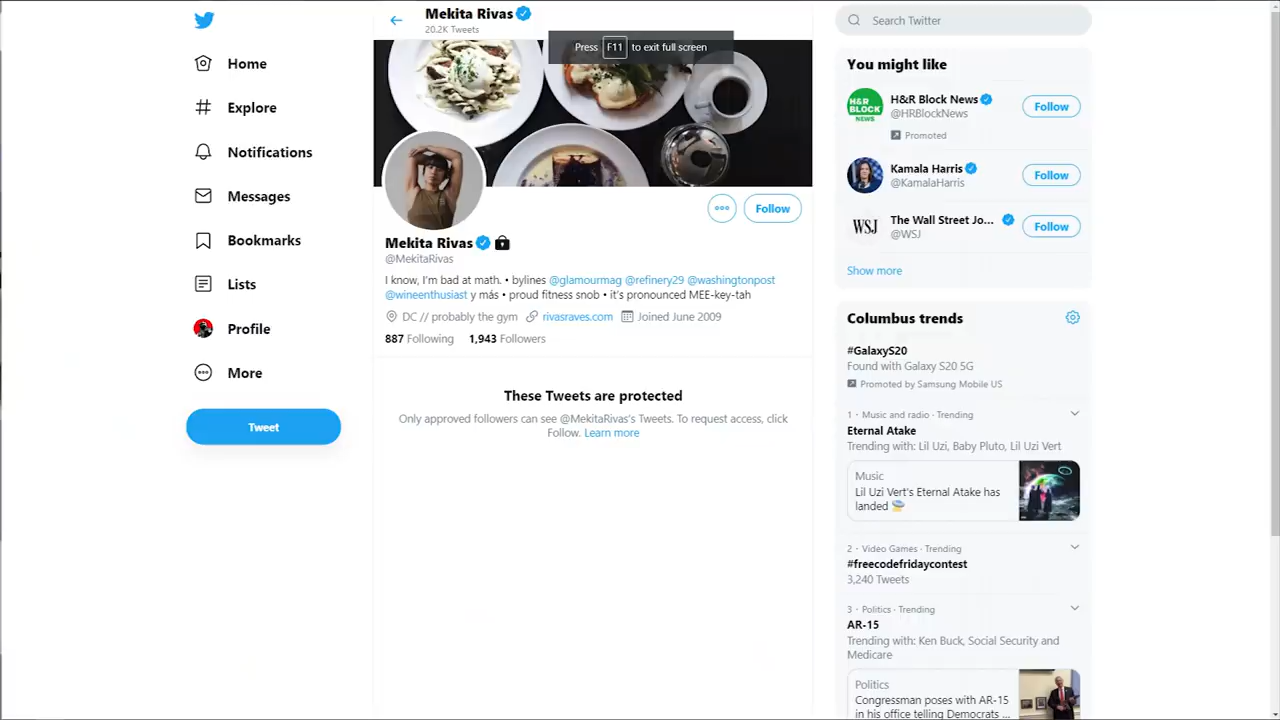 Mekita Rivas
20.2K Tweets
Press F11 to exit full screen
Home
Explore
Notifications
Messages
Bookmarks
Lists
Profile
More
Tweet
Follow
Mekita Rivas
@MekitaRivas
I know, I'm bad at math. • bylines @glamourmag @refinery29 @washingtonpost
@wineenthusiast y más • proud fitness snob • it's pronounced MEE-key-tah
DC // probably the gym rivasraves.com Joined June 2009
887 Following 1,943 Followers
These Tweets are protected
Only approved followers can see @MekitaRivas's Tweets. To request access, click
Follow. Learn more
Search Twitter
You might like
H&R BLOCK NEWS
H&R Block News
@HRBlockNews
Promoted
Follow
Kamala Harris
@KamalaHarris
Follow
WSJ
The Wall Street Jo...
@WSJ
Follow
Show more
Columbus trends
#GalaxyS20
Found with Galaxy S20 5G
Promoted by Samsung Mobile US
1 · Music and radio · Trending
Eternal Atake
Trending with: Lil Uzi, Baby Pluto, Lil Uzi Vert
Music
Lil Uzi Vert's Eternal Atake has
landed 🛸
2 · Video Games · Trending
#freecodefridaycontest
3,240 Tweets
3 · Politics · Trending
AR-15
Trending with: Ken Buck, Social Security and
Medicare
Politics
Congressman poses with AR-15
in his office telling Democrats ...